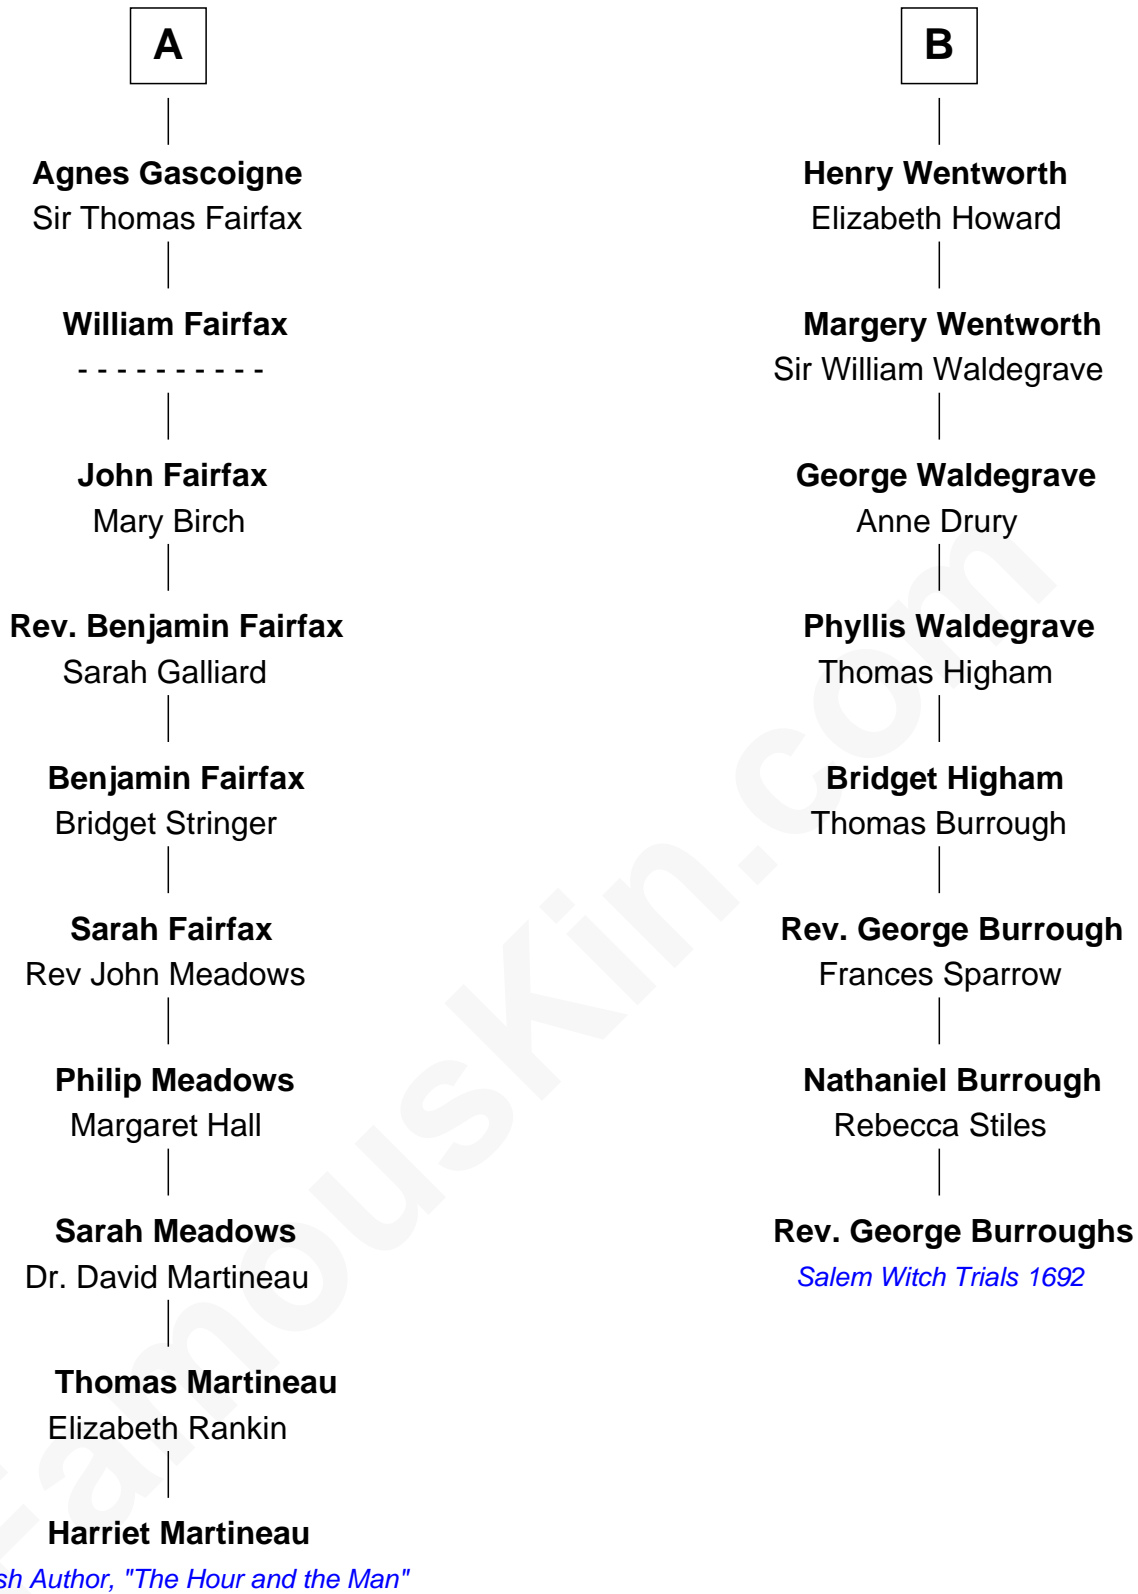 A
Agnes Gascoigne
Sir Thomas Fairfax
William Fairfax
- - - - - - - - - -
John Fairfax
Mary Birch
Rev. Benjamin Fairfax
Sarah Galliard
Benjamin Fairfax
Bridget Stringer
Sarah Fairfax
Rev John Meadows
Philip Meadows
Margaret Hall
Sarah Meadows
Dr. David Martineau
Thomas Martineau
Elizabeth Rankin
Harriet Martineau
sh Author, "The Hour and the Man"
B
Henry Wentworth
Elizabeth Howard
Margery Wentworth
Sir William Waldegrave
George Waldegrave
Anne Drury
Phyllis Waldegrave
Thomas Higham
Bridget Higham
Thomas Burrough
Rev. George Burrough
Frances Sparrow
Nathaniel Burrough
Rebecca Stiles
Rev. George Burroughs
Salem Witch Trials 1692
FamousKin.com